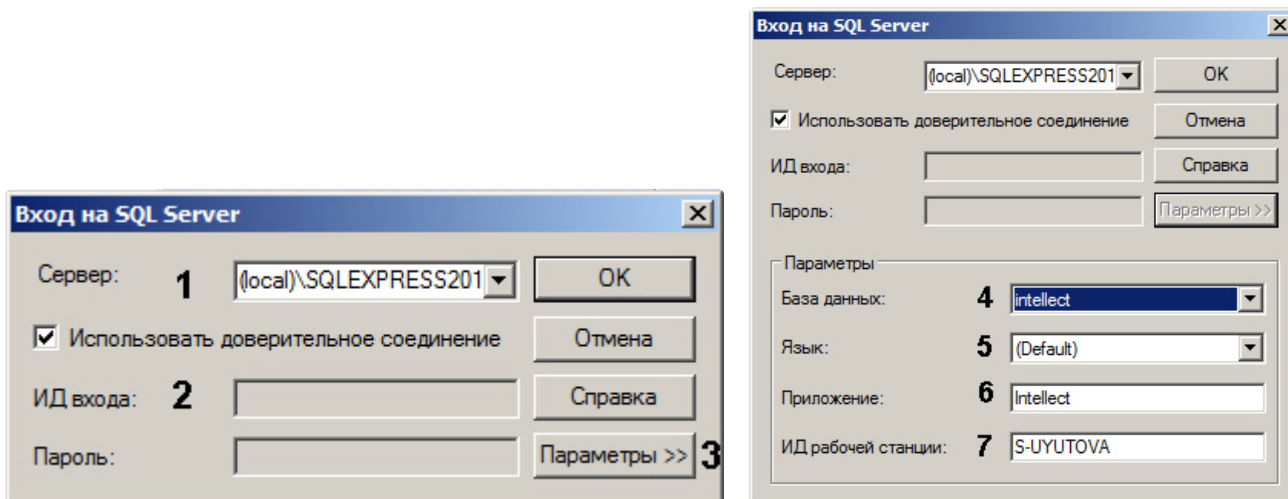 Вход на SQL Server
Сервер: 1 (local)\SQLEXPRESS201 OK
Использовать доверительное соединение Отмена
ИД входа: 2 Справка
Пароль: Параметры >> 3
Вход на SQL Server
Сервер: (local)\SQLEXPRESS201 OK
Использовать доверительное соединение Отмена
ИД входа: Справка
Пароль: Параметры >>
Параметры
База данных: 4 intellect
Язык: 5 (Default)
Приложение: 6 Intellect
ИД рабочей станции: 7 S-UYUTOVA